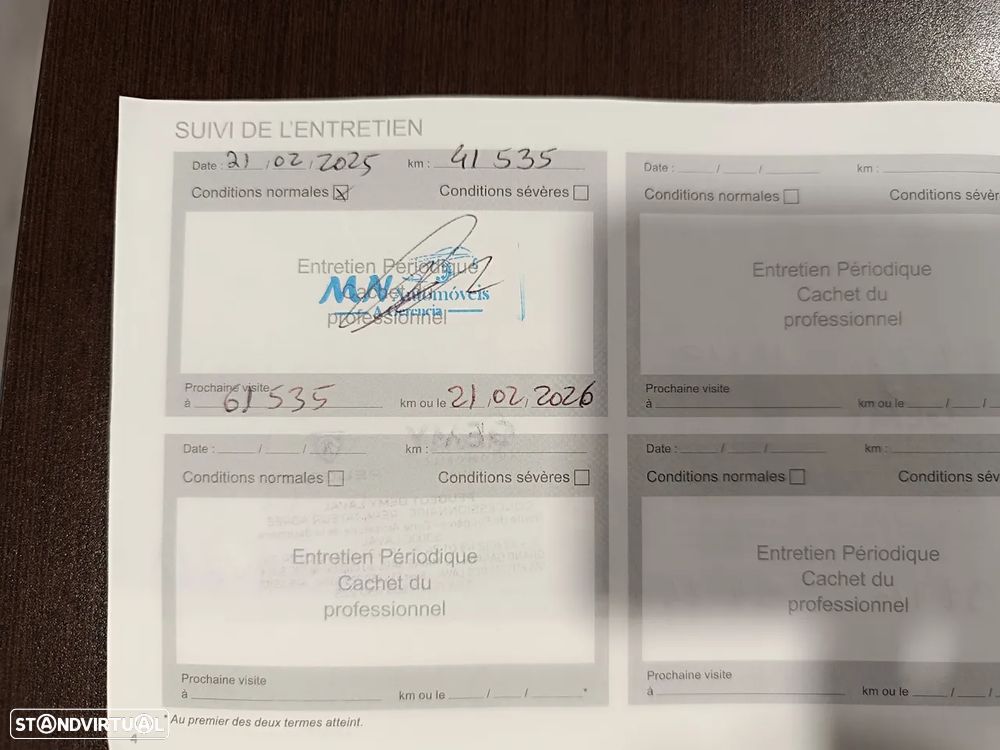 SUIVI DE L'ENTRETIEN
Date : 21 / 02 / 2025 km : 41 535
Conditions normales Conditions sévères
Entretien Périodique
Cachet du
professionnel
MN Automóveis
A Gerência
Prochaine visite
à 61 535 km ou le 21 / 02 / 2026
Date : / / km :
Conditions normales Conditions sévèr
Entretien Périodique
Cachet du
professionnel
Prochaine visite
à km ou le / /
Date : / / km :
Conditions normales Conditions sévères
Entretien Périodique
Cachet du
professionnel
Prochaine visite
à km ou le / / *
Date : / / km :
Conditions normales Conditions sév
Entretien Périodique
Cachet du
professionnel
Prochaine visite
à km ou le / /
* Au premier des deux termes atteint.
4
STANDVIRTUAL